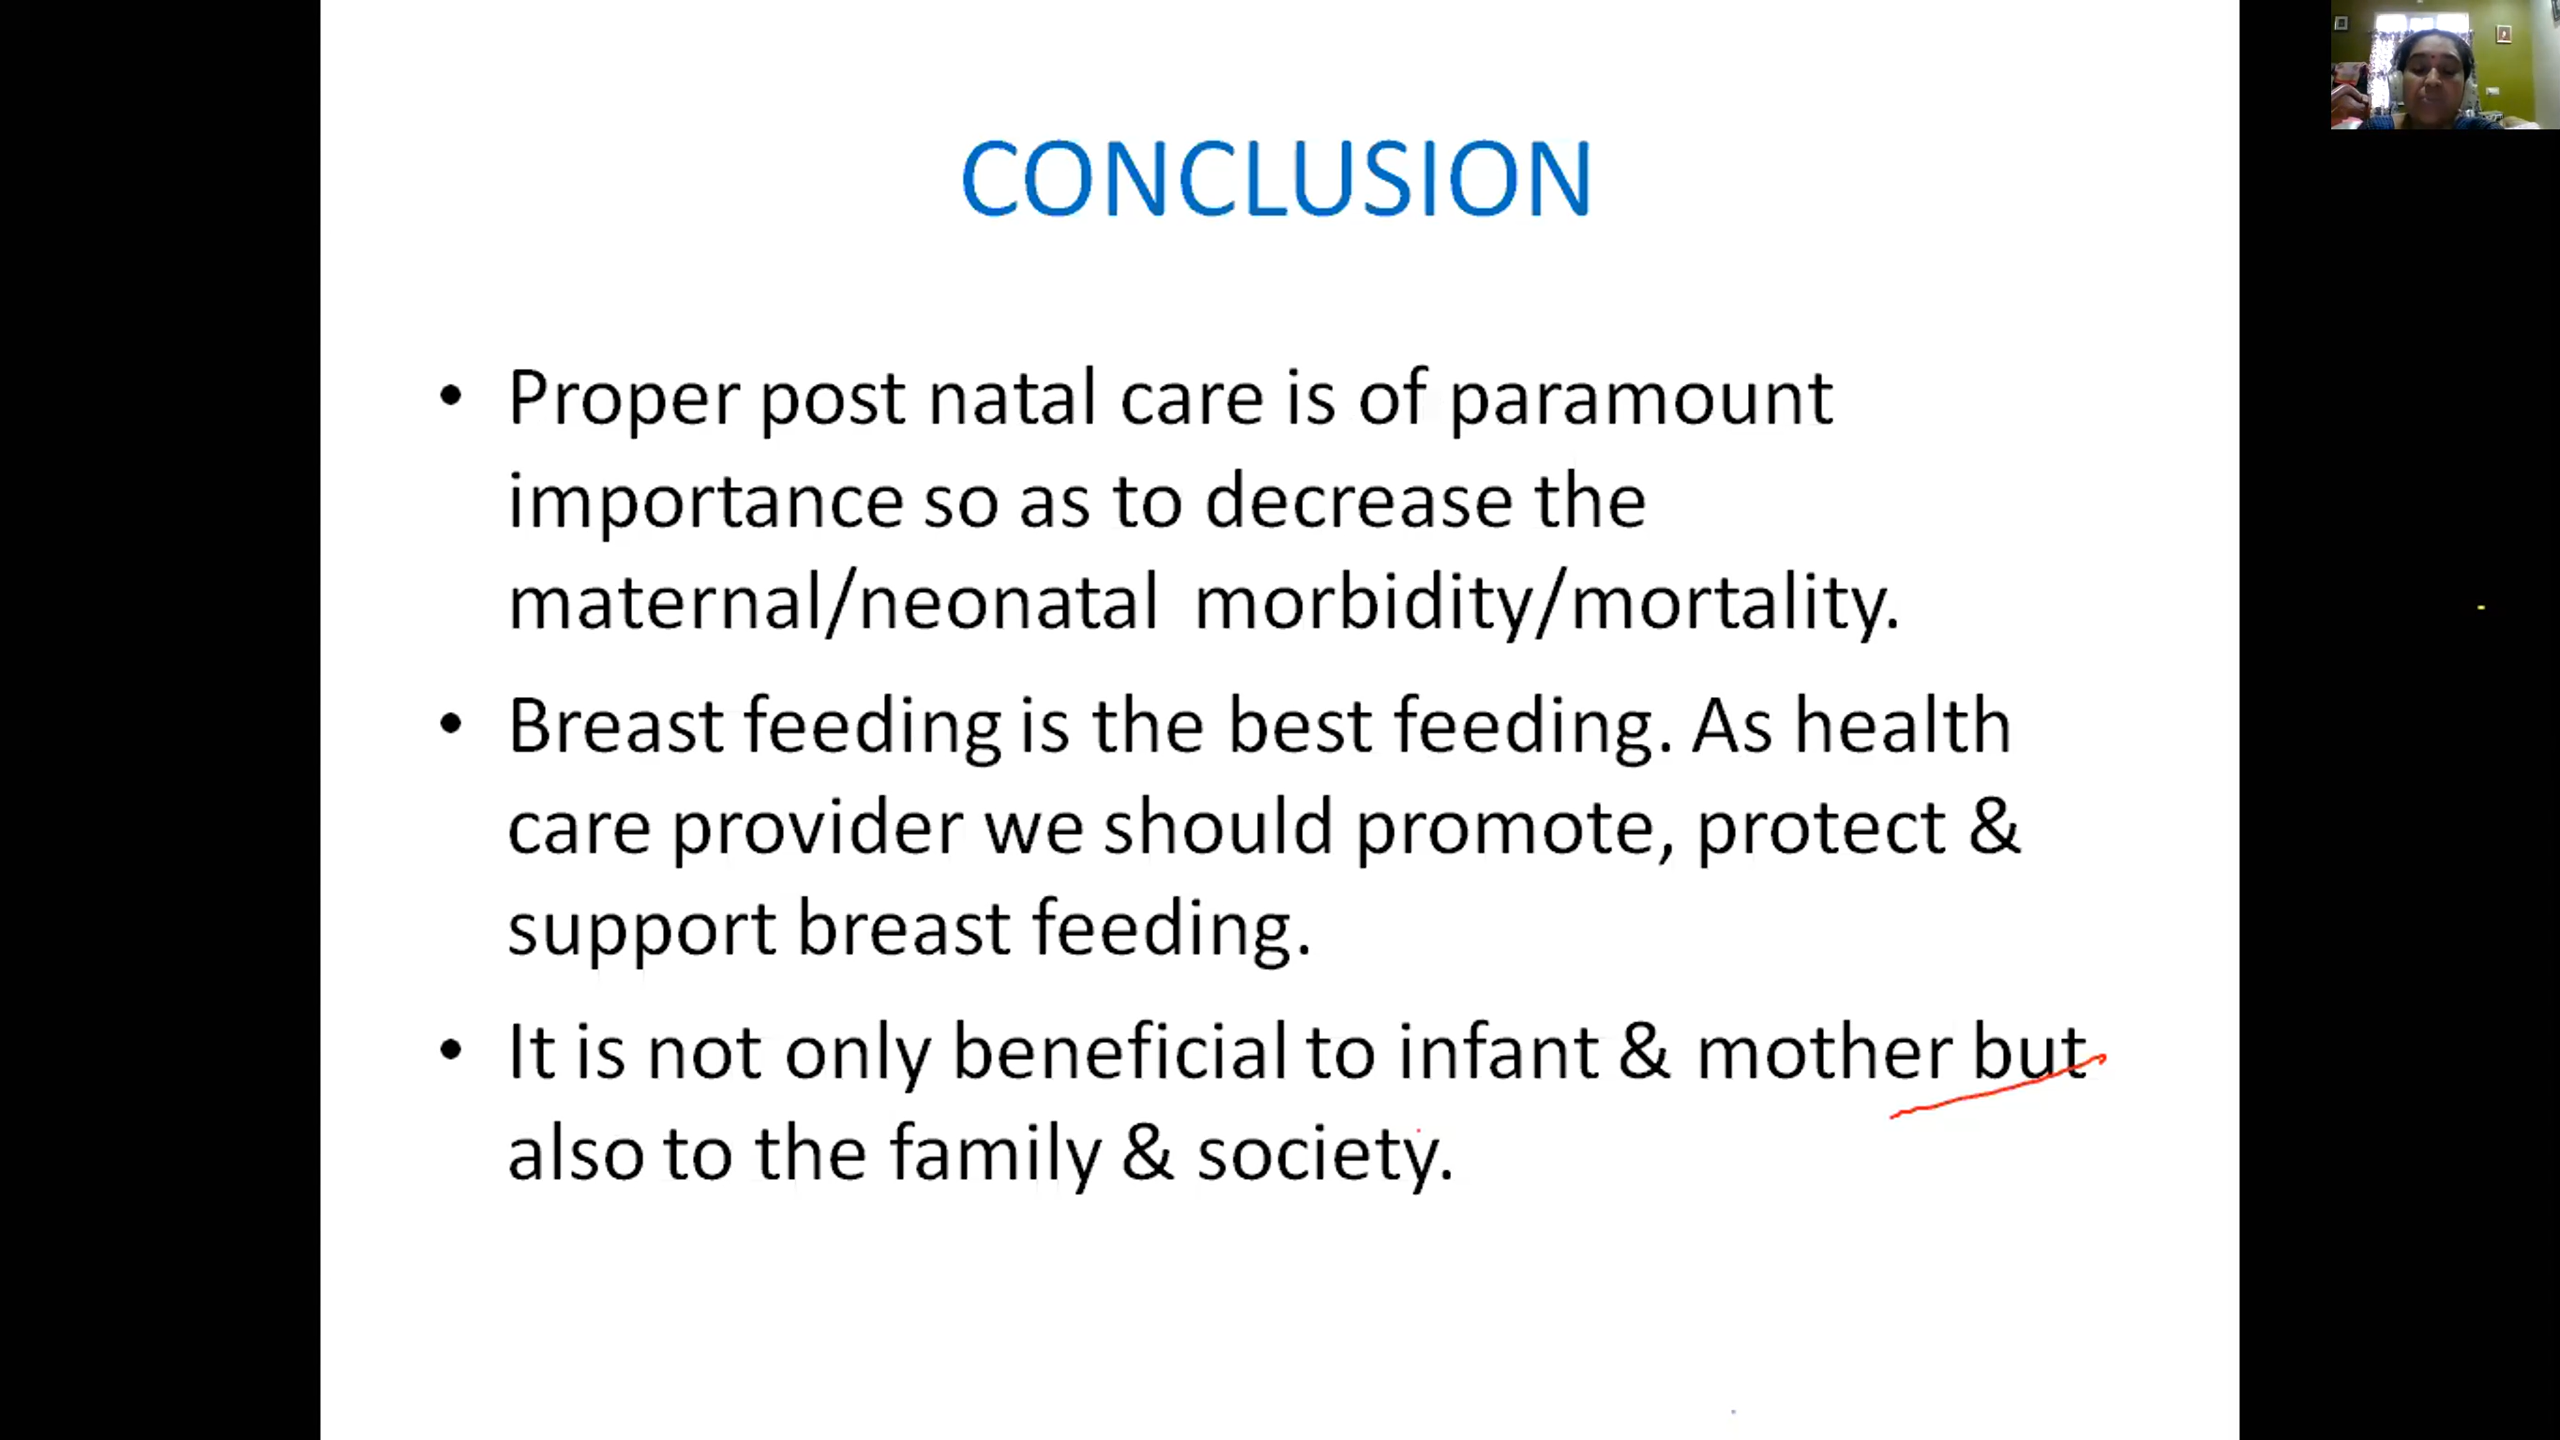 CONCLUSION
• Proper post natal care is of paramount
importance so as to decrease the
maternal/neonatal morbidity/mortality.
• Breast feeding is the best feeding. As health
care provider we should promote, protect &
support breast feeding.
• It is not only beneficial to infant & mother but
also to the family & society.